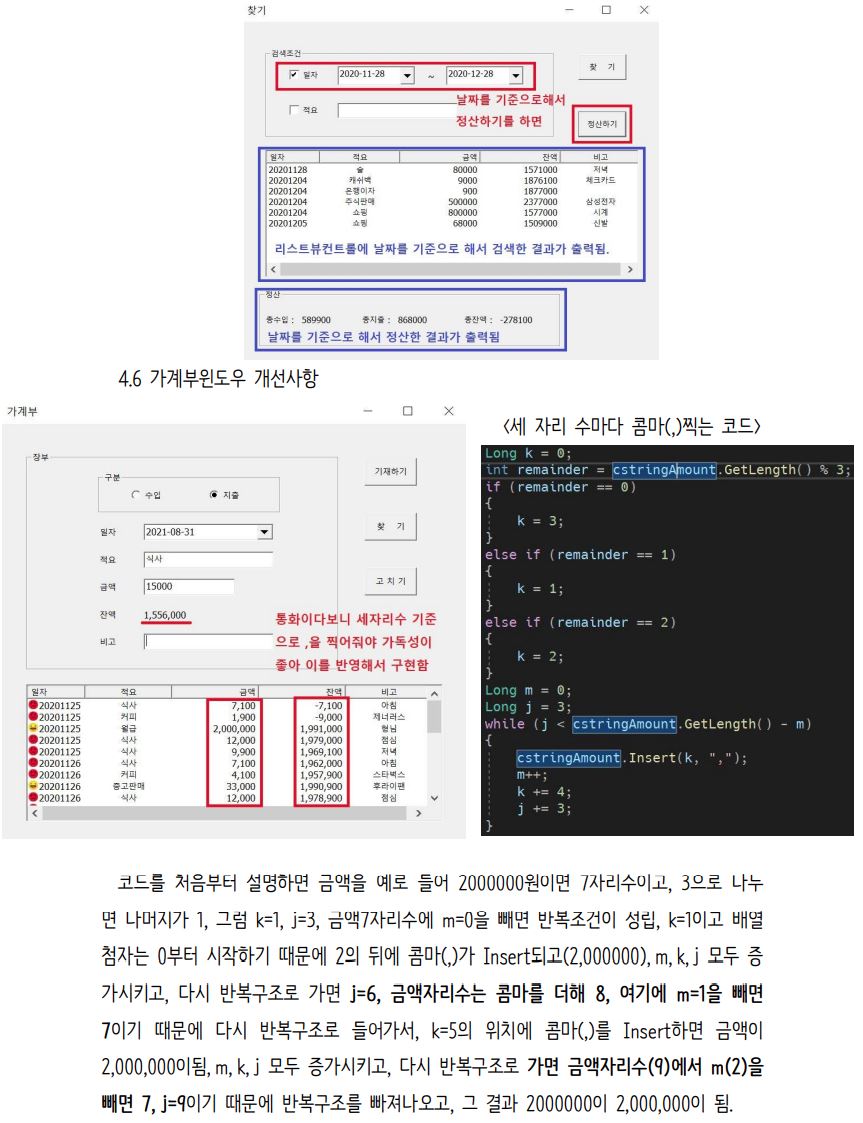 찾기
검색조건
일자 2020-11-28 ~ 2020-12-28
찾 기
적요
날짜를 기준으로해서
정산하기를 하면
정산하기
일자 적요 금액 잔액 비고
20201128 술 80000 1571000 저녁
20201204 캐쉬백 9000 1876100 체크카드
20201204 은행이자 900 1877000
20201204 주식판매 500000 2377000 삼성전자
20201204 쇼핑 800000 1577000 시계
20201205 쇼핑 68000 1509000 신발
리스트뷰컨트롤에 날짜를 기준으로 해서 검색한 결과가 출력됨.
정산
총수입 : 589900 총지출 : 868000 총잔액 : -278100
날짜를 기준으로 해서 정산한 결과가 출력됨
4.6 가계부윈도우 개선사항
가계부
장부
구분
수입 지출
일자 2021-08-31
적요 식사
금액 15000
잔액 1,556,000
비고
기재하기
찾 기
고 치 기
통화이다보니 세자리수 기준
으로 ,을 찍어줘야 가독성이
좋아 이를 반영해서 구현함
일자 적요 금액 잔액 비고
20201125 식사 7,100 -7,100 아침
20201125 커피 1,900 -9,000 제너러스
20201125 월급 2,000,000 1,991,000 형님
20201125 식사 12,000 1,979,000 점심
20201125 식사 9,900 1,969,100 저녁
20201126 식사 7,100 1,962,000 아침
20201126 커피 4,100 1,957,900 스타벅스
20201126 중고판매 33,000 1,990,900 후라이팬
20201126 식사 12,000 1,978,900 점심
<세 자리 수마다 콤마(,)찍는 코드>
Long k = 0;
int remainder = cstringAmount.GetLength() % 3;
if (remainder == 0)
{
k = 3;
}
else if (remainder == 1)
{
k = 1;
}
else if (remainder == 2)
{
k = 2;
}
Long m = 0;
Long j = 3;
while (j < cstringAmount.GetLength() - m)
{
cstringAmount.Insert(k, ",");
m++;
k += 4;
j += 3;
}
코드를 처음부터 설명하면 금액을 예로 들어 2000000원이면 7자리수이고, 3으로 나누
면 나머지가 1, 그럼 k=1, j=3, 금액7자리수에 m=0을 빼면 반복조건이 성립, k=1이고 배열
첨자는 0부터 시작하기 때문에 2의 뒤에 콤마(,)가 Insert되고(2,000000), m, k, j 모두 증
가시키고, 다시 반복구조로 가면 j=6, 금액자리수는 콤마를 더해 8, 여기에 m=1을 빼면
7이기 때문에 다시 반복구조로 들어가서, k=5의 위치에 콤마(,)를 Insert하면 금액이
2,000,000이됨, m, k, j 모두 증가시키고, 다시 반복구조로 가면 금액자리수(9)에서 m(2)을
빼면 7, j=9이기 때문에 반복구조를 빠져나오고, 그 결과 2000000이 2,000,000이 됨.